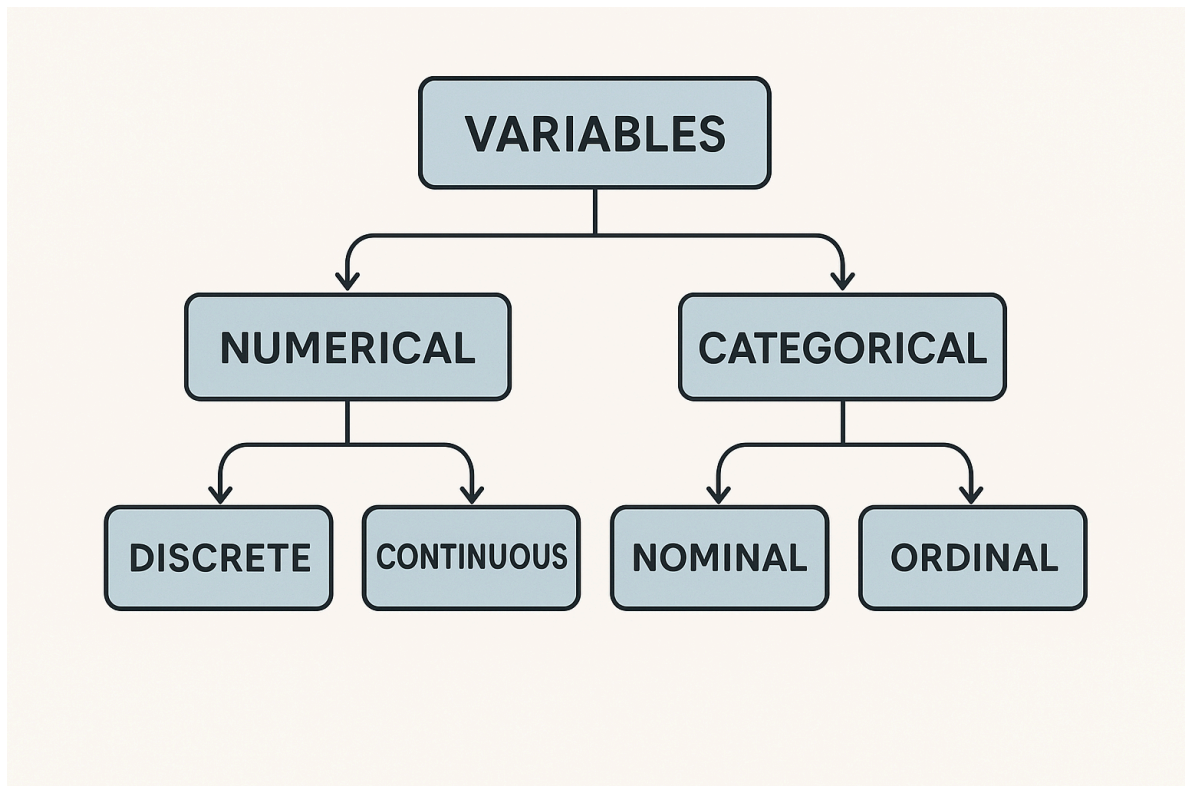 VARIABLES
NUMERICAL
CATEGORICAL
DISCRETE
CONTINUOUS
NOMINAL
ORDINAL